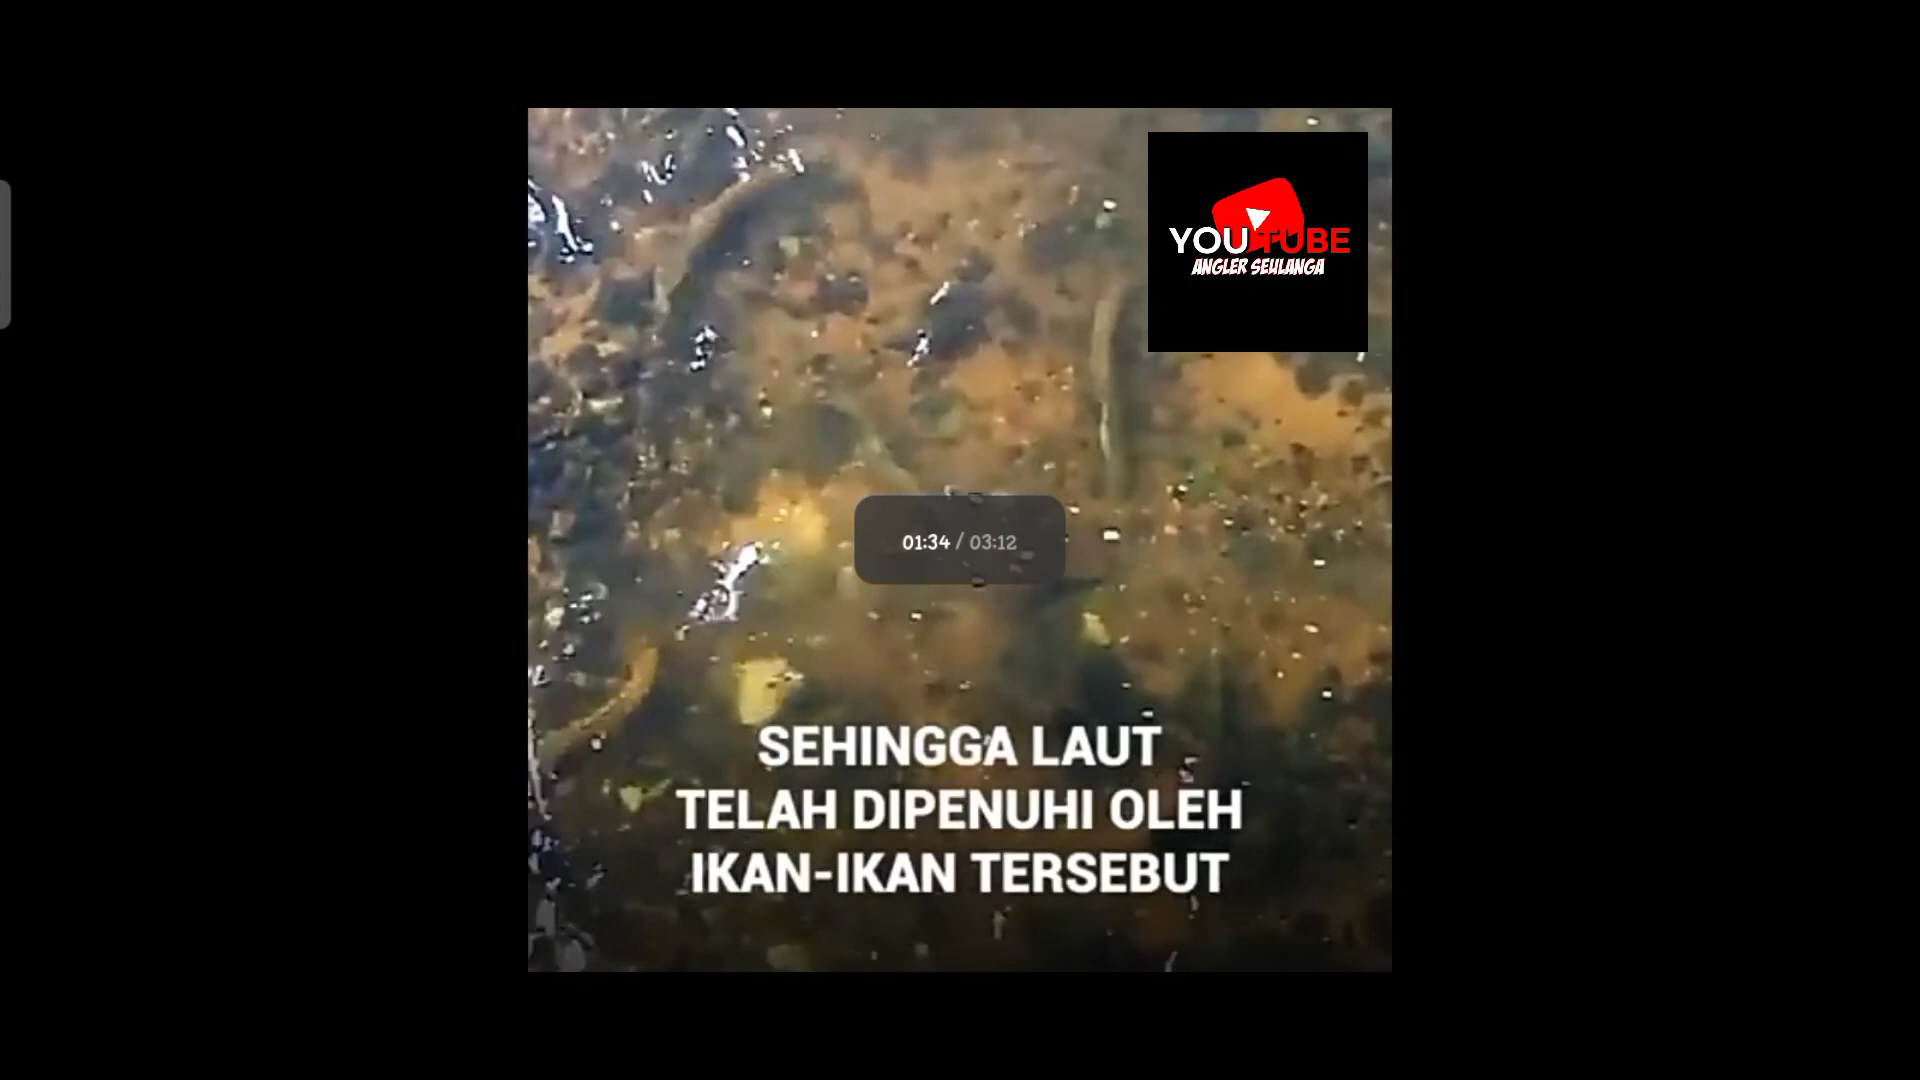 YOUTUBE
ANGLER SEULANGA
01:34 / 03:12
SEHINGGA LAUT
TELAH DIPENUHI OLEH
IKAN-IKAN TERSEBUT